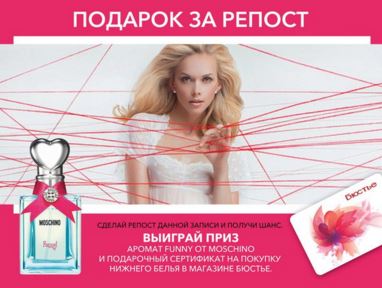 ПОДАРОК ЗА РЕПОСТ
MOSCHINO
Funny!
Бюстье
СДЕЛАЙ РЕПОСТ ДАННОЙ ЗАПИСИ И ПОЛУЧИ ШАНС.
ВЫИГРАЙ ПРИЗ
АРОМАТ FUNNY ОТ MOSCHINO
И ПОДАРОЧНЫЙ СЕРТИФИКАТ НА ПОКУПКУ
НИЖНЕГО БЕЛЬЯ В МАГАЗИНЕ БЮСТЬЕ.